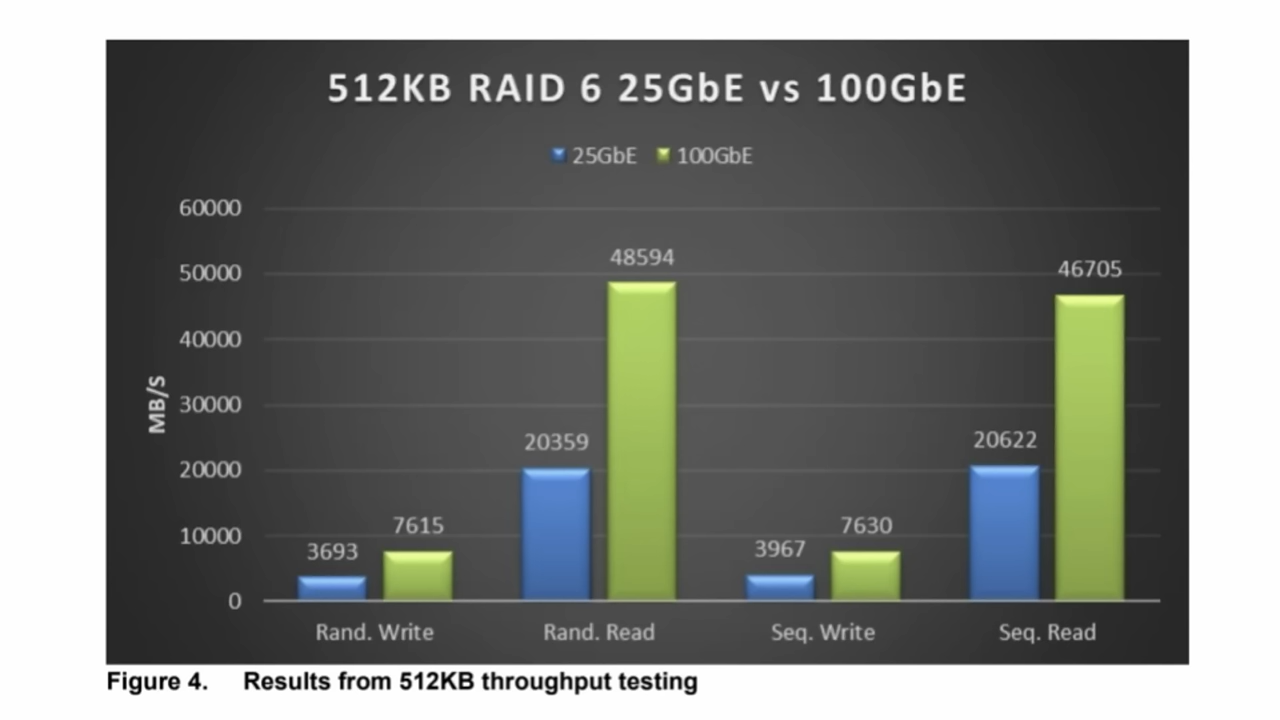 512KB RAID 6 25GbE vs 100GbE
25GbE 100GbE
60000
50000
40000
30000
20000
10000
0
MB/S
3693 7615 20359 48594 3967 7630 20622 46705
Rand. Write Rand. Read Seq. Write Seq. Read
Figure 4. Results from 512KB throughput testing